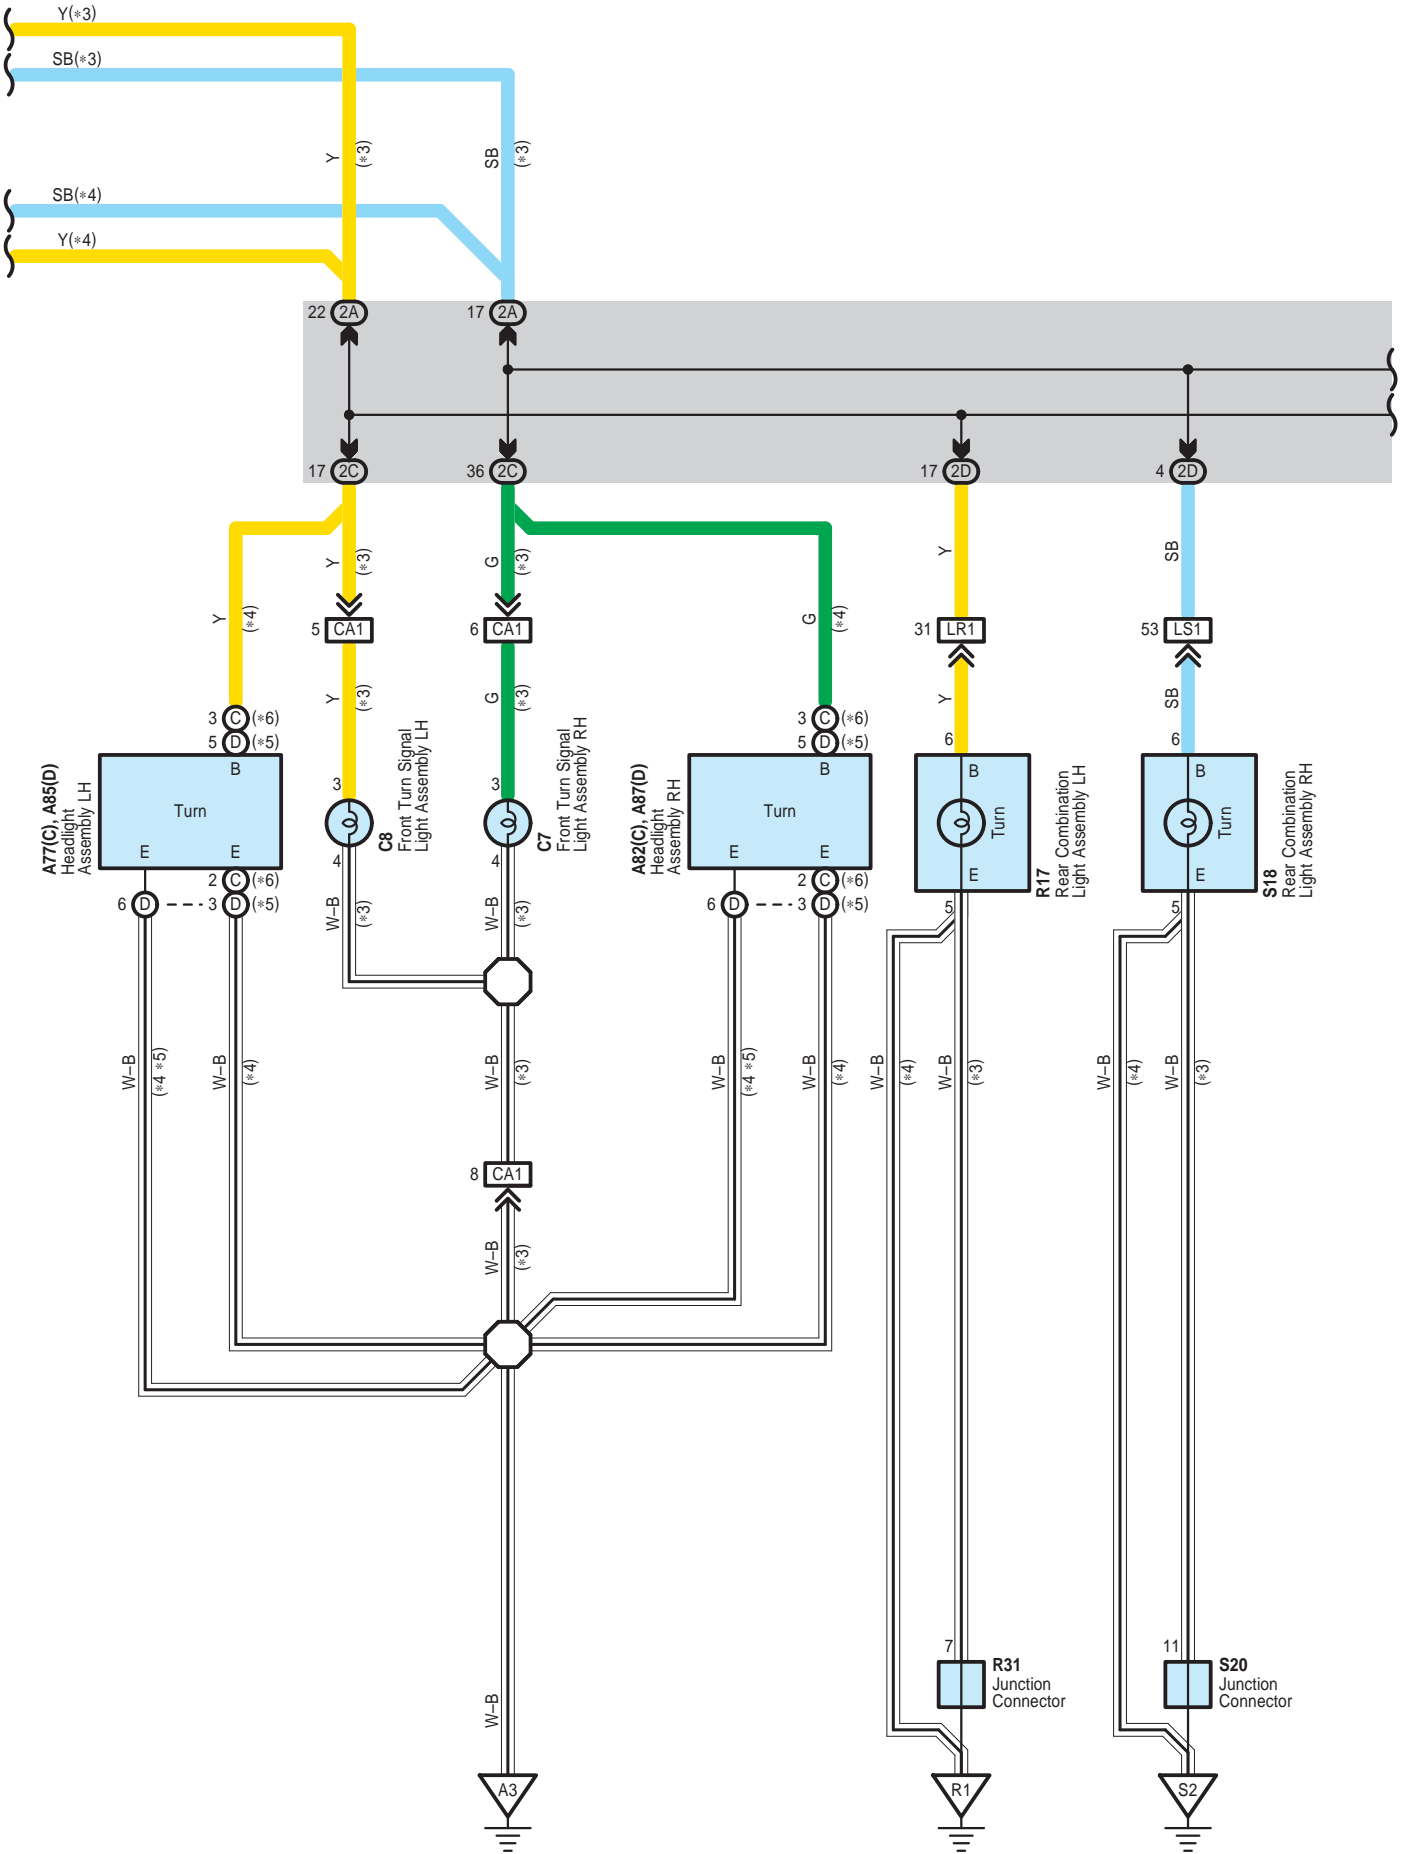 Y(*3)
SB(*3)
Y
(*3)
SB
(*3)
SB(*4)
Y(*4)
22 2A
17 2A
17 2C
36 2C
17 2D
4 2D
Y
(*4)
Y
(*3)
G
(*3)
G
(*4)
Y
SB
5 CA1
6 CA1
31 LR1
53 LS1
Y
(*3)
G
(*3)
Y
SB
3 C (*6)
5 D (*5)
3 C (*6)
5 D (*5)
6
6
A77(C), A85(D)
Headlight
Assembly LH
B
Turn
E
E
3
4
C8
Front Turn Signal
Light Assembly LH
3
4
C7
Front Turn Signal
Light Assembly RH
A82(C), A87(D)
Headlight
Assembly RH
B
Turn
E
E
B
Turn
E
R17
Rear Combination
Light Assembly LH
B
Turn
E
S18
Rear Combination
Light Assembly RH
2 C (*6)
6 D
3 D (*5)
2 C (*6)
6 D
3 D (*5)
5
5
W–B
(*3)
W–B
(*3)
W–B
(*4 *5)
W–B
(*4)
W–B
(*3)
W–B
(*4 *5)
W–B
(*4)
W–B
(*4)
W–B
(*3)
W–B
(*4)
W–B
(*3)
8 CA1
W–B
(*3)
7
R31
Junction
Connector
11
S20
Junction
Connector
W–B
A3
R1
S2